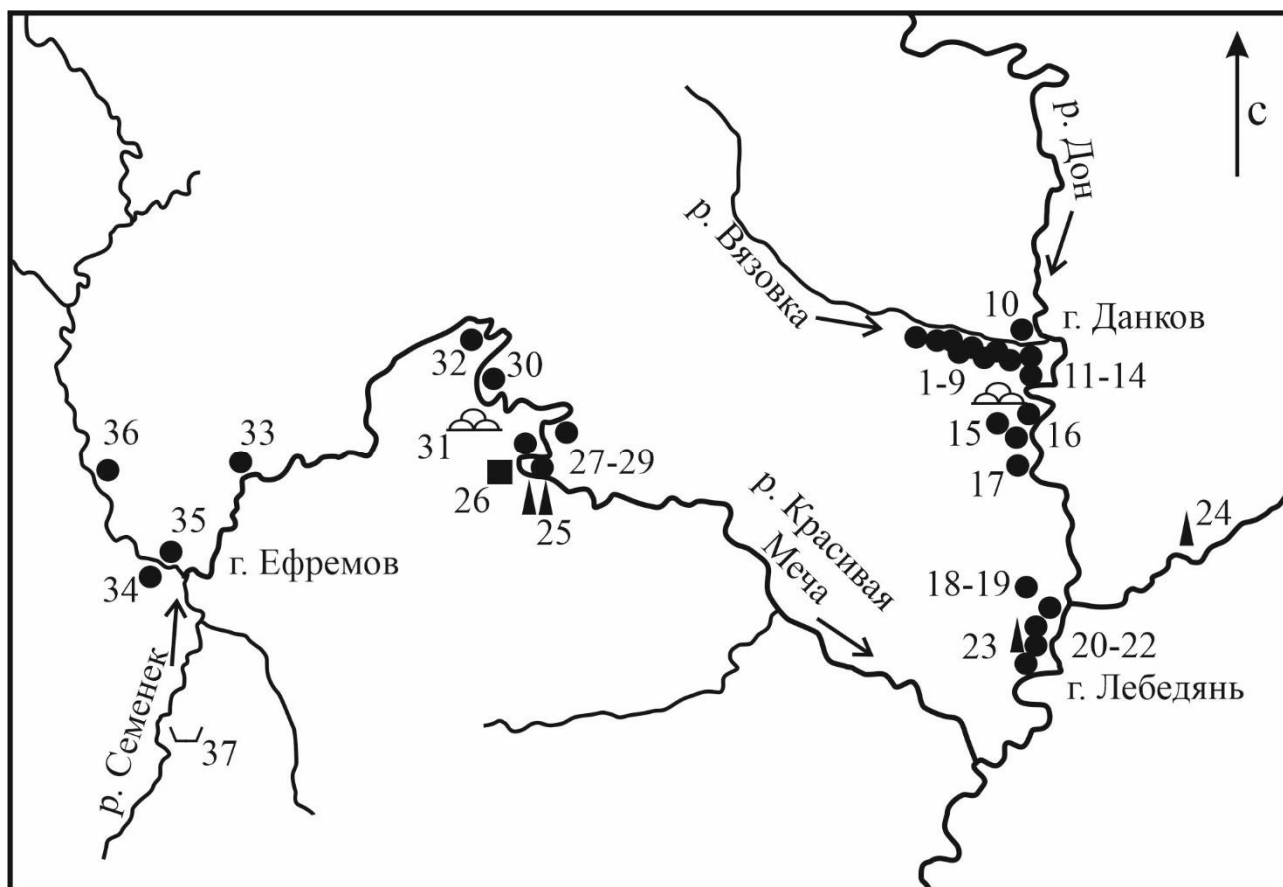 с
р. Дон
р. Вязовка
10
г. Данков
32
30
1-9
11-14
36
33
31
27-29
15
16
26
17
25
р. Красивая
Меча
24
35
г. Ефремов
34
18-19
23
20-22
г. Лебедянь
р. Семенек
37